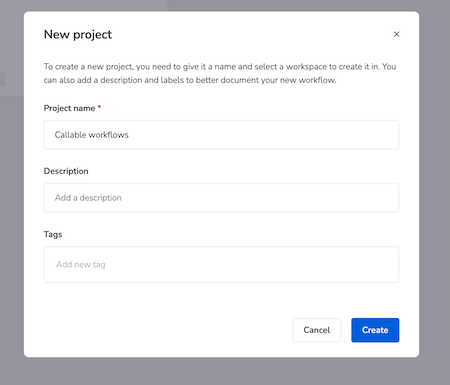 New project
×
To create a new project, you need to give it a name and select a workspace to create it in. You
can also add a description and labels to better document your new workflow.
Project name *
Callable workflows
Description
Add a description
Tags
Add new tag
Cancel Create